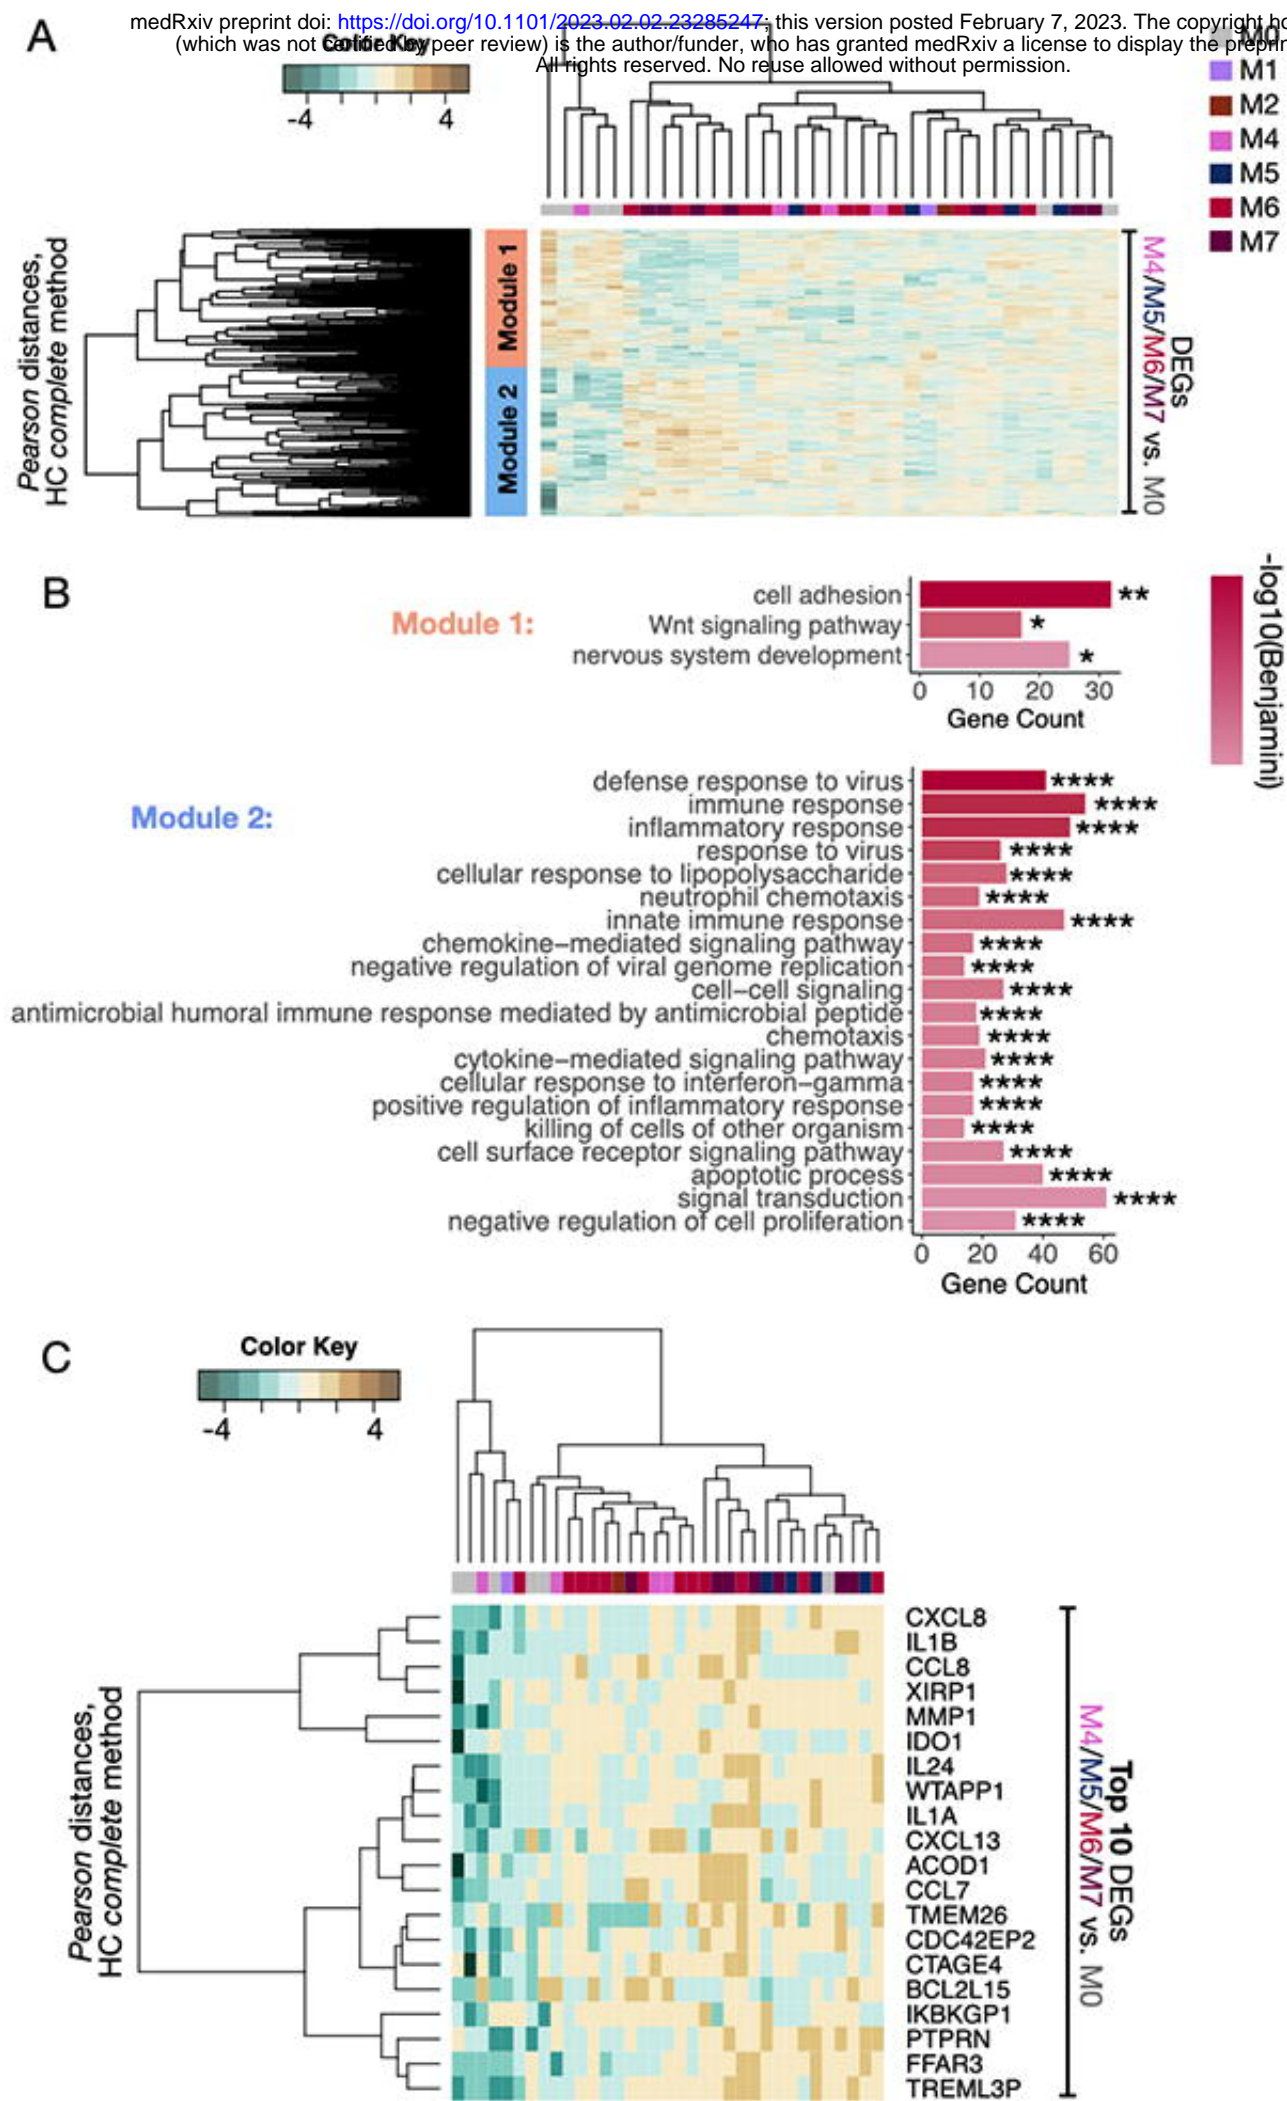 medRxiv preprint doi: https://doi.org/10.1101/2023.02.02.23285247; this version posted February 7, 2023. The copyright ho
(which was not certified by peer review) is the author/funder, who has granted medRxiv a license to display the preprin
All rights reserved. No reuse allowed without permission.
A
Color Key
-4 4
M0
M1
M2
M4
M5
M6
M7
Pearson distances,
HC complete method
Module 1
Module 2
DEGs
M4/M5/M6/M7 vs. M0
B
Module 1:
cell adhesion **
Wnt signaling pathway *
nervous system development *
0 10 20 30
Gene Count
-log10(Benjamini)
Module 2:
defense response to virus ****
immune response ****
inflammatory response ****
response to virus ****
cellular response to lipopolysaccharide ****
neutrophil chemotaxis ****
innate immune response ****
chemokine−mediated signaling pathway ****
negative regulation of viral genome replication ****
cell−cell signaling ****
antimicrobial humoral immune response mediated by antimicrobial peptide ****
chemotaxis ****
cytokine−mediated signaling pathway ****
cellular response to interferon−gamma ****
positive regulation of inflammatory response ****
killing of cells of other organism ****
cell surface receptor signaling pathway ****
apoptotic process ****
signal transduction ****
negative regulation of cell proliferation ****
0 20 40 60
Gene Count
C
Color Key
-4 4
Pearson distances,
HC complete method
CXCL8
IL1B
CCL8
XIRP1
MMP1
IDO1
IL24
WTAPP1
IL1A
CXCL13
ACOD1
CCL7
TMEM26
CDC42EP2
CTAGE4
BCL2L15
IKBKGP1
PTPRN
FFAR3
TREML3P
Top 10 DEGs
M4/M5/M6/M7 vs. M0